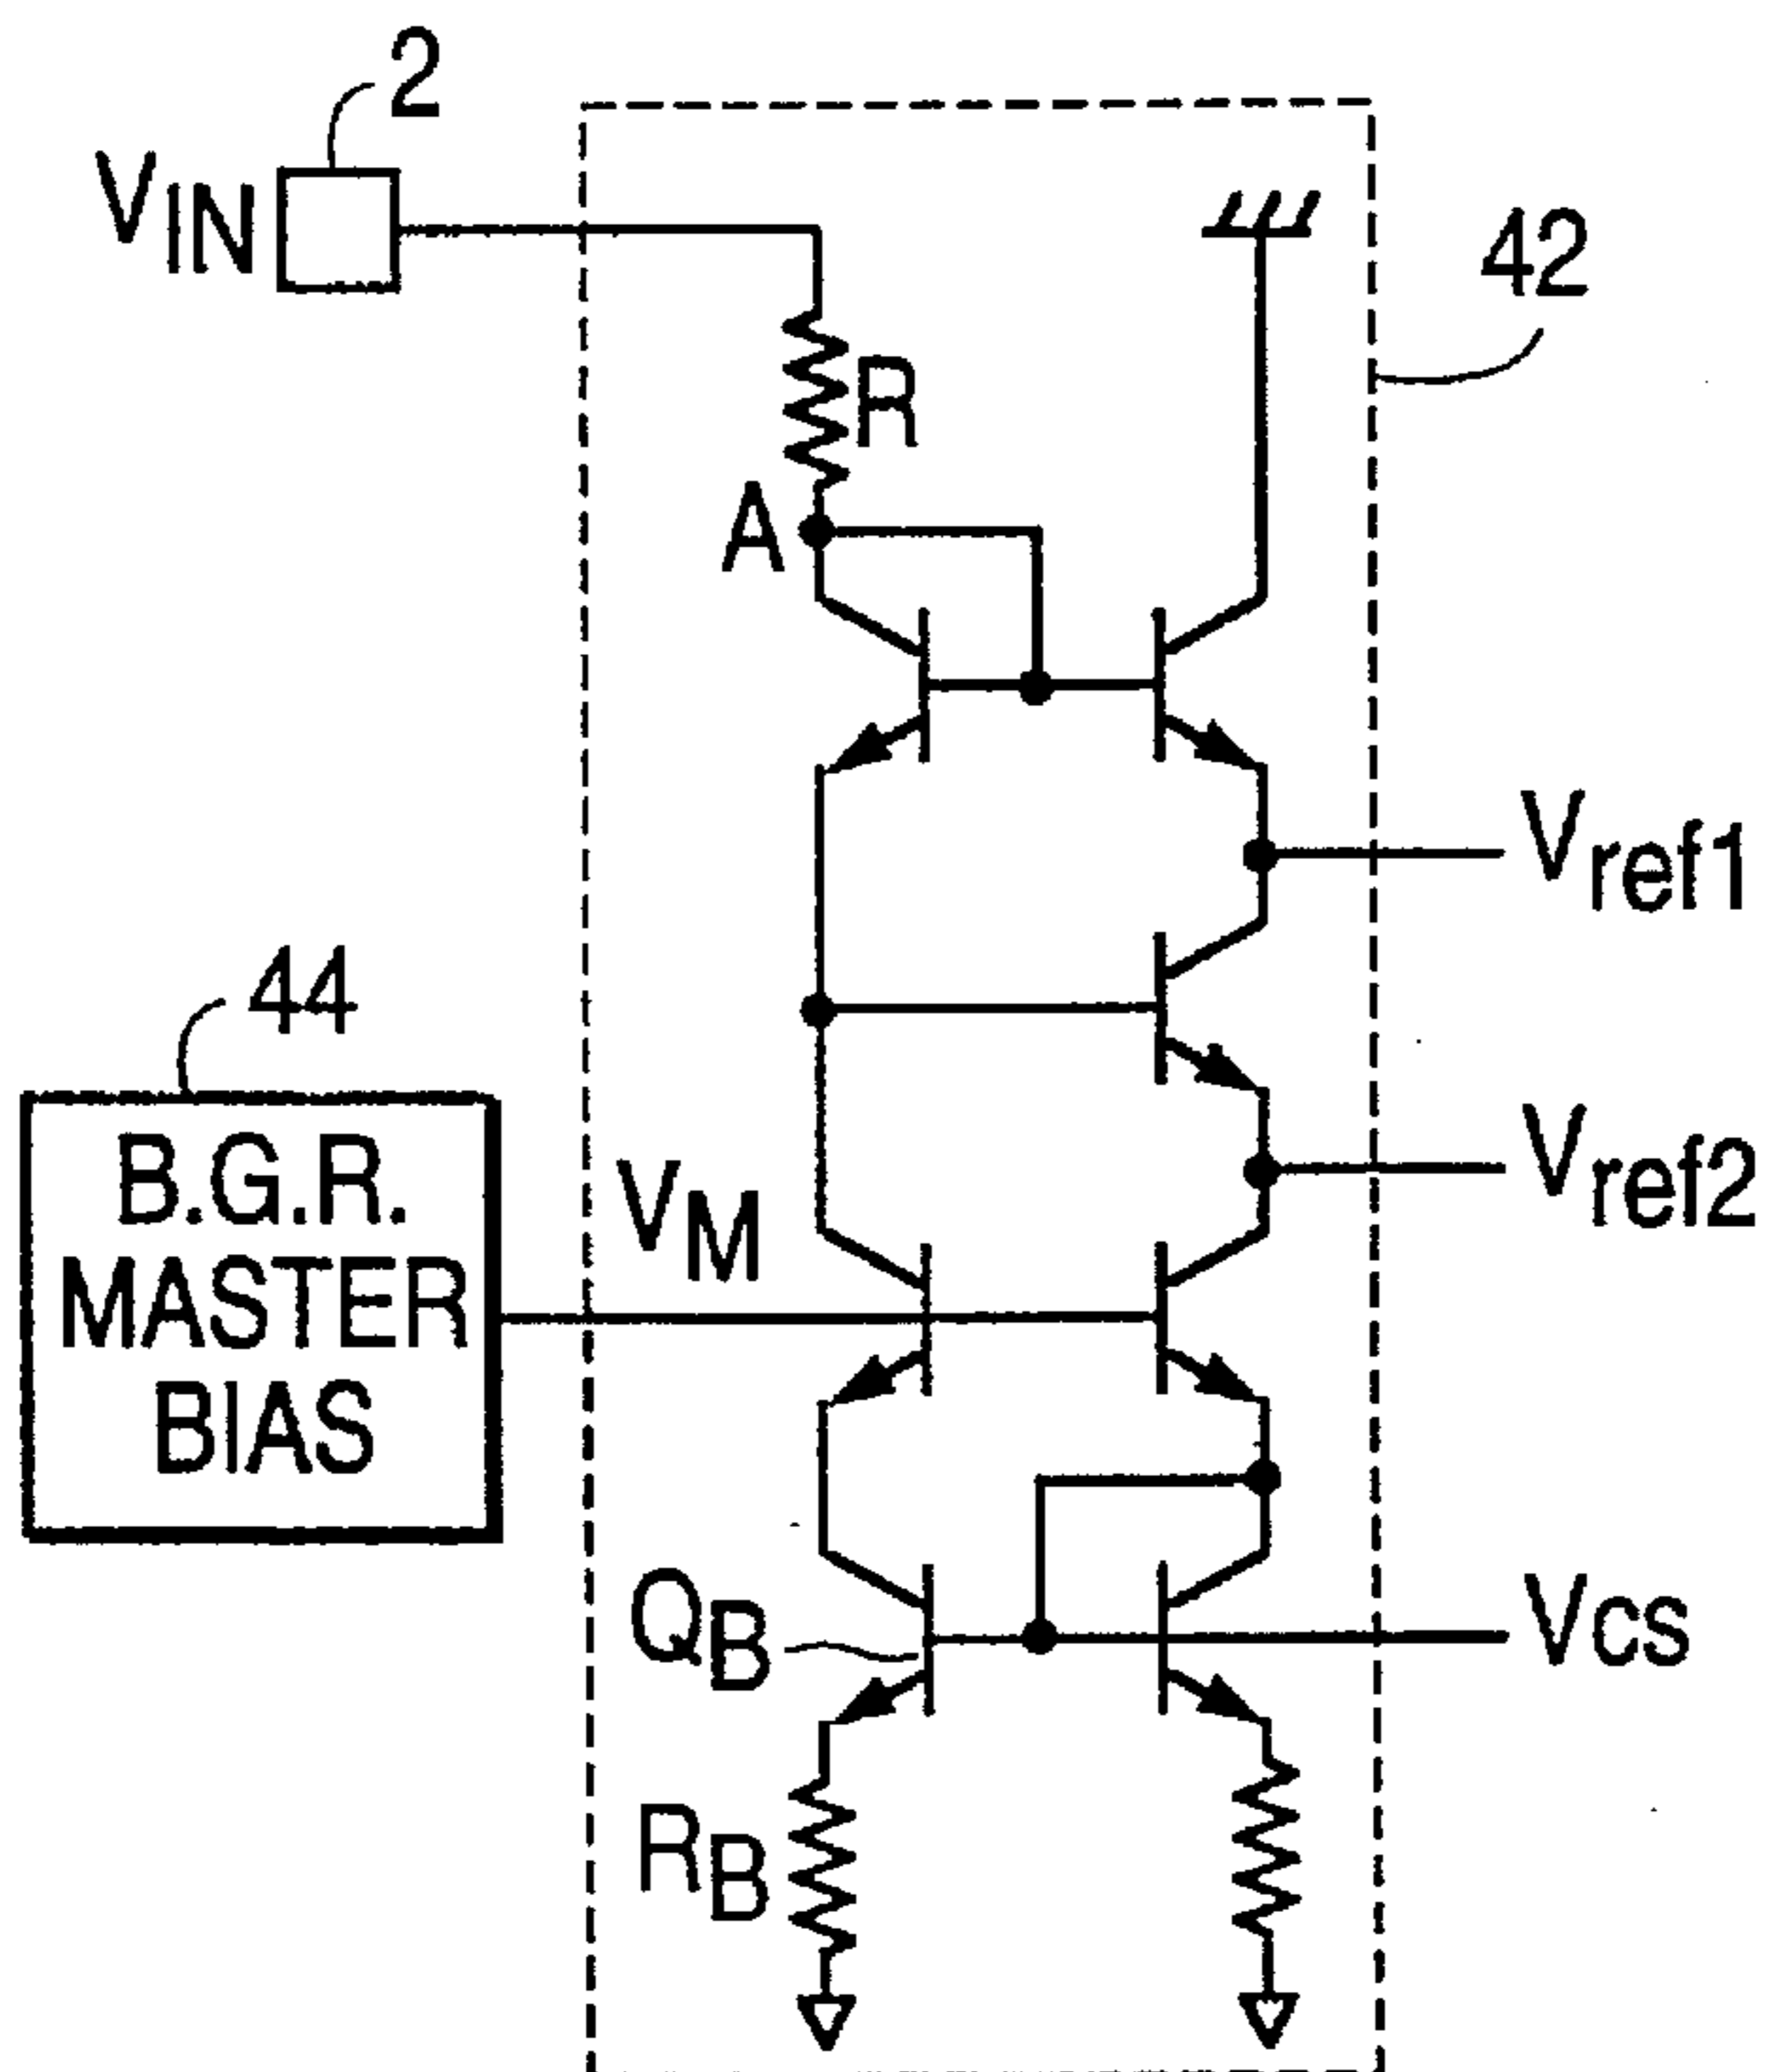 2
VIN
42
R
A
Vref1
44
B.G.R.
MASTER
BIAS
VM
Vref2
QB
Vcs
RB